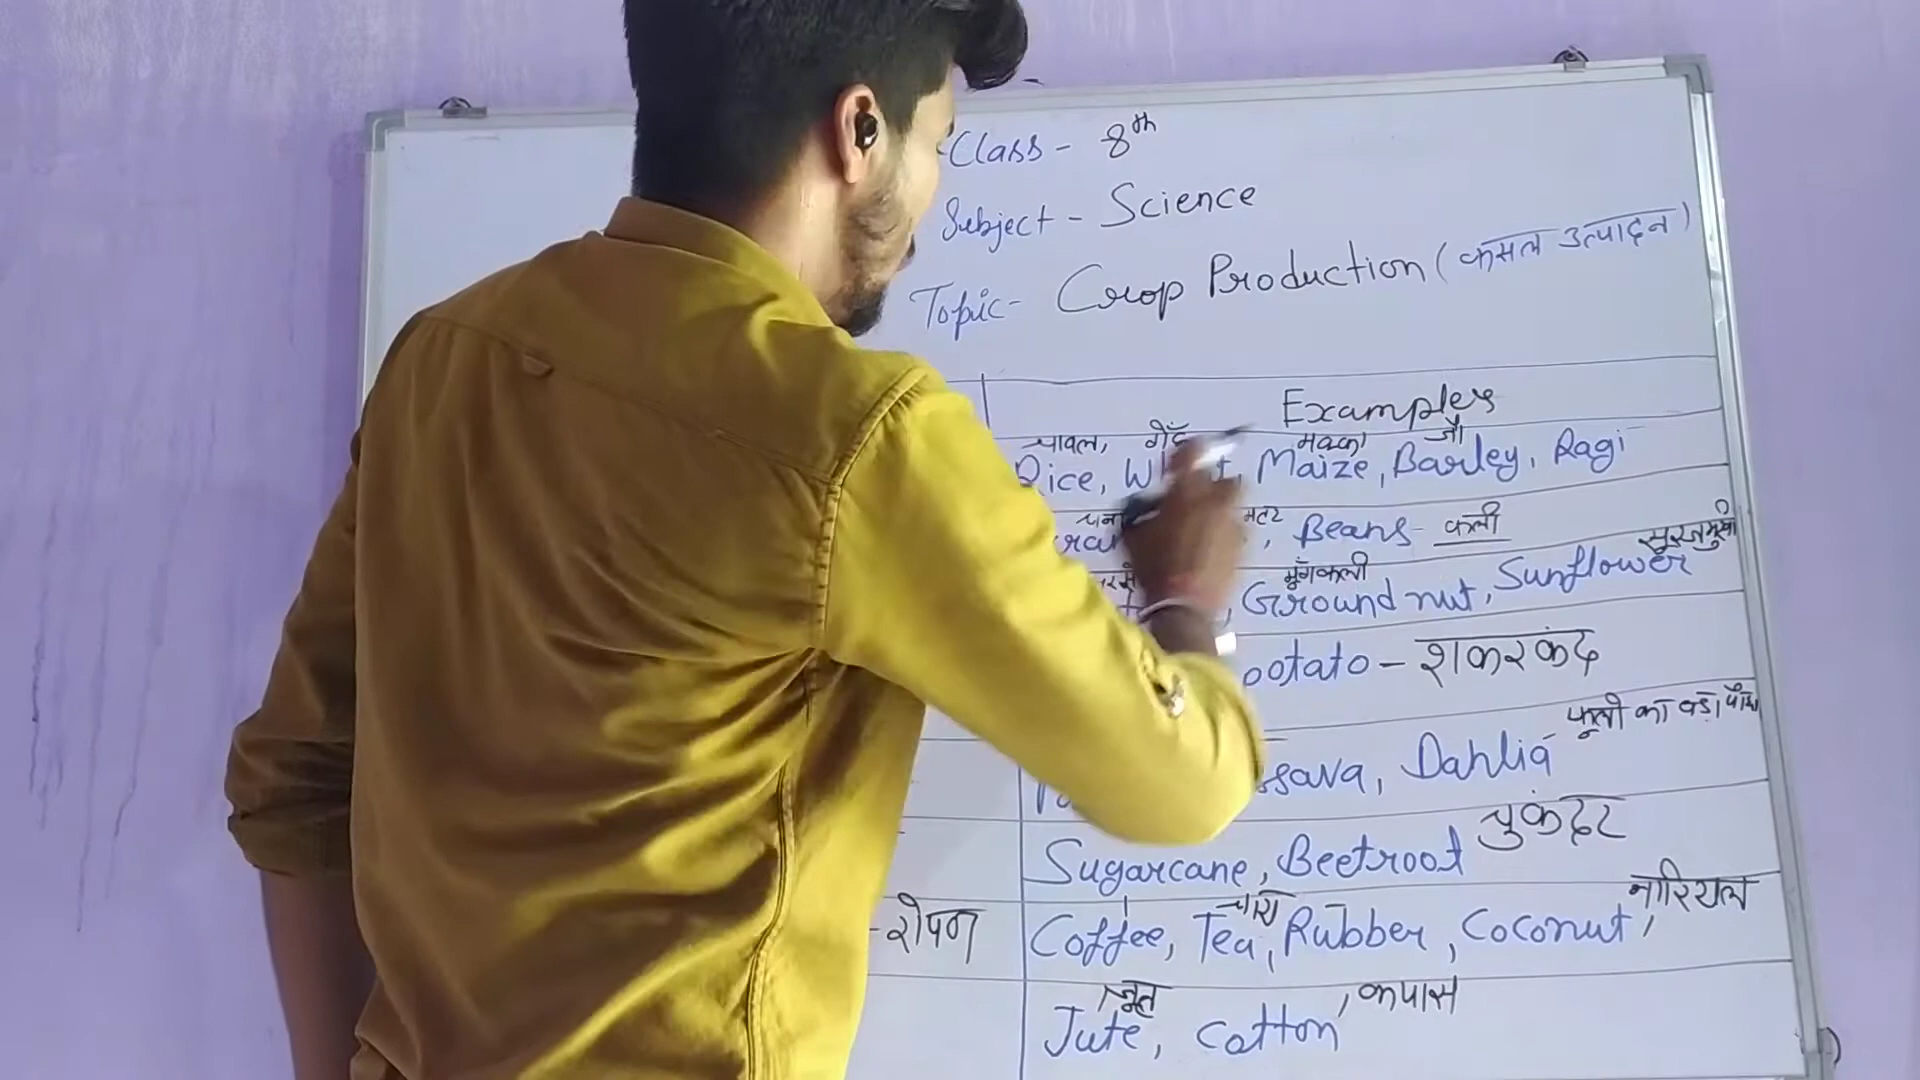 Class - 8th
Subject - Science
Topic - Crop Production (फसल उत्पादन)
Examples
चावल, गेहूँ मक्का जौ
Rice, Maize, Barley, Ragi
मटर, Beans - फली
सूरजमुखी
मूंगफली
Ground nut, Sunflower
ootato - शकरकंद
फूलों का बड़ा पौधा
ssava, Dahlia
चुकंदर
Sugarcane, Beetroot
नारियल
चाय
- रोपण Coffee, Tea, Rubber, Coconut,
जूत , कपास
Jute, Cotton